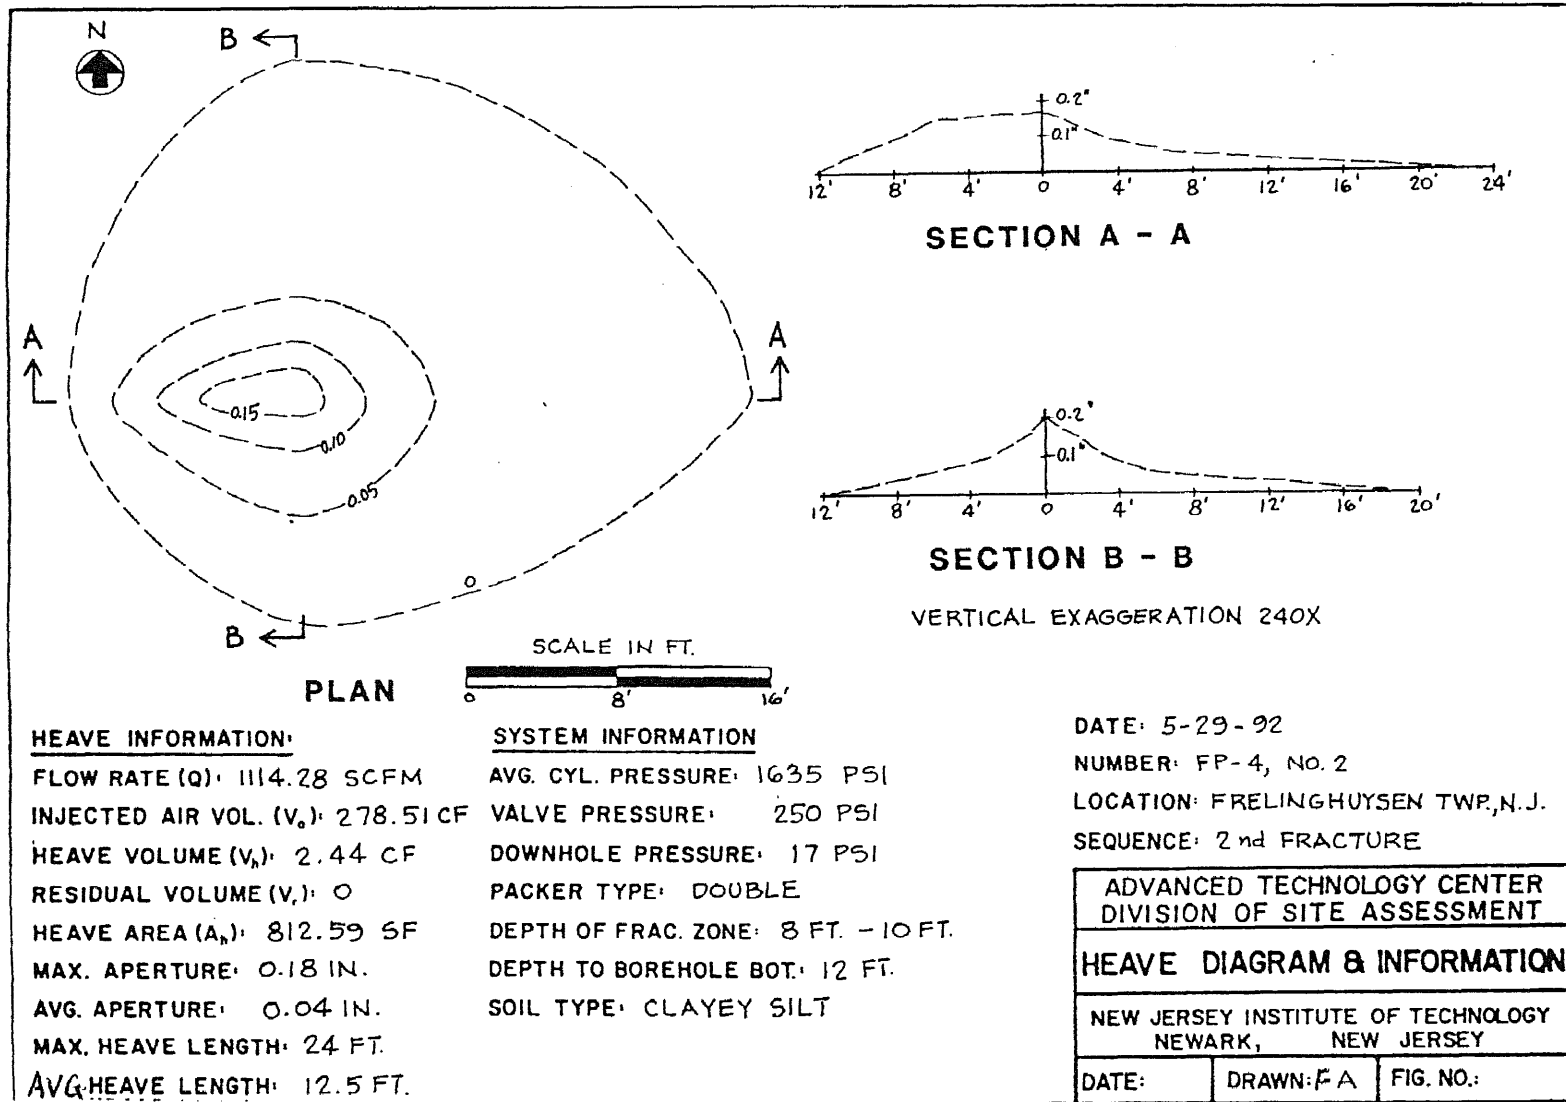 N
B
B
A
A
0.15
0.10
0.05
0
PLAN
SCALE IN FT.
0 8' 16'
0.2"
0.1"
12' 8' 4' 0 4' 8' 12' 16' 20' 24'
SECTION A - A
0.2"
0.1"
12' 8' 4' 0 4' 8' 12' 16' 20'
SECTION B - B
VERTICAL EXAGGERATION 240X
HEAVE INFORMATION:
FLOW RATE (Q): 1114.28 SCFM
INJECTED AIR VOL. (Va): 278.51 CF
HEAVE VOLUME (Vh): 2.44 CF
RESIDUAL VOLUME (Vr): 0
HEAVE AREA (Ah): 812.59 SF
MAX. APERTURE: 0.18 IN.
AVG. APERTURE: 0.04 IN.
MAX. HEAVE LENGTH: 24 FT.
AVG HEAVE LENGTH: 12.5 FT.
SYSTEM INFORMATION
AVG. CYL. PRESSURE: 1635 PSI
VALVE PRESSURE: 250 PSI
DOWNHOLE PRESSURE: 17 PSI
PACKER TYPE: DOUBLE
DEPTH OF FRAC. ZONE: 8 FT. - 10 FT.
DEPTH TO BOREHOLE BOT.: 12 FT.
SOIL TYPE: CLAYEY SILT
DATE: 5-29-92
NUMBER: FP-4, NO. 2
LOCATION: FRELINGHUYSEN TWP., N.J.
SEQUENCE: 2nd FRACTURE
ADVANCED TECHNOLOGY CENTER
DIVISION OF SITE ASSESSMENT
HEAVE DIAGRAM & INFORMATION
NEW JERSEY INSTITUTE OF TECHNOLOGY
NEWARK, NEW JERSEY
DATE: DRAWN: FA FIG. NO.: